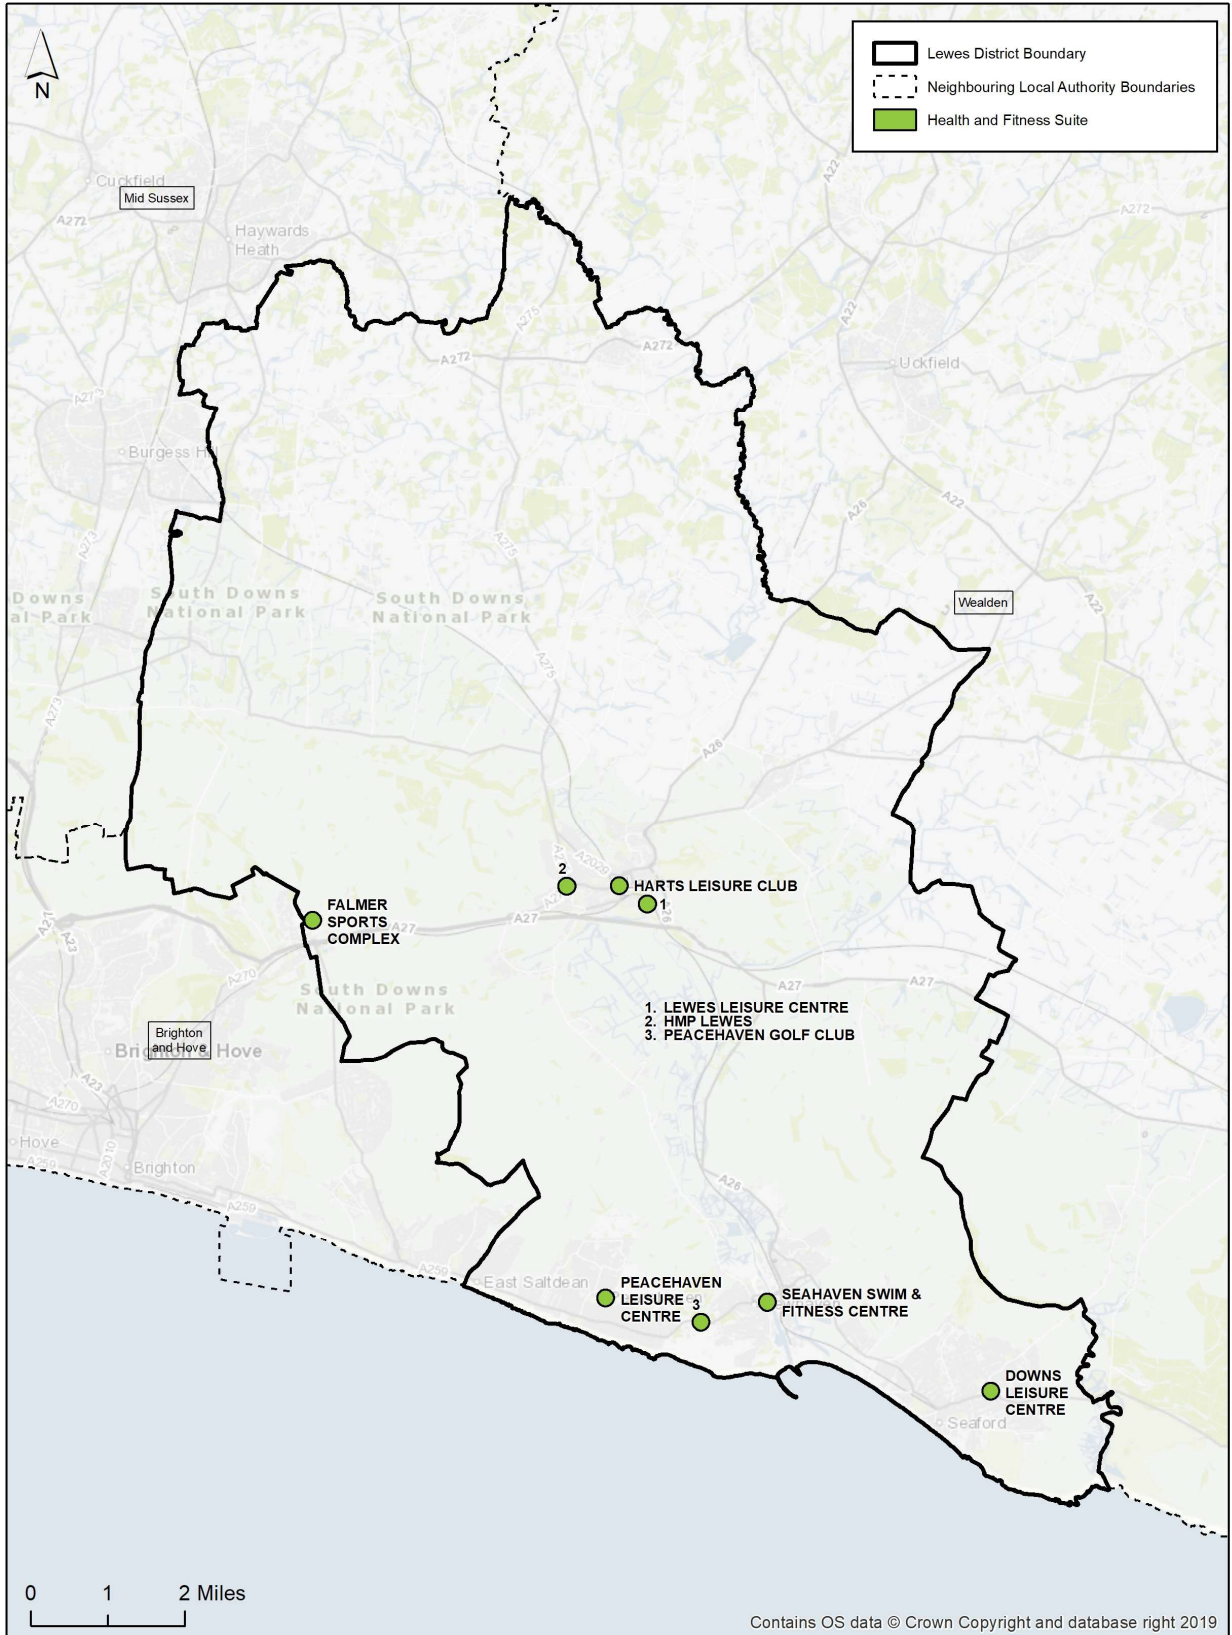 N
Lewes District Boundary
Neighbouring Local Authority Boundaries
Health and Fitness Suite
Cuckfield
Mid Sussex
A272
Haywards
Heath
A22
A272
A275
A272
A272
A22
Uckfield
A273
Burgess H
A22
A26
A273
A275
Downs
al Park
South Downs
National Park
South Downs
National Park
Wealden
A22
A275
A273
A26
2
A2029
HARTS LEISURE CLUB
1
A26
FALMER
SPORTS
COMPLEX
A27
A27
A27
A23
A270
A27
A27
South Downs
National Park
1. LEWES LEISURE CENTRE
2. HMP LEWES
3. PEACEHAVEN GOLF CLUB
Brighton
and Hove
Brighton & Hove
A23
A270
Hove
A259
A2010
Brighton
A26
A259
A259
East Saltdean
PEACEHAVEN
LEISURE
CENTRE
3
SEAHAVEN SWIM &
FITNESS CENTRE
DOWNS
LEISURE
CENTRE
Seaford
0 1 2 Miles
Contains OS data © Crown Copyright and database right 2019